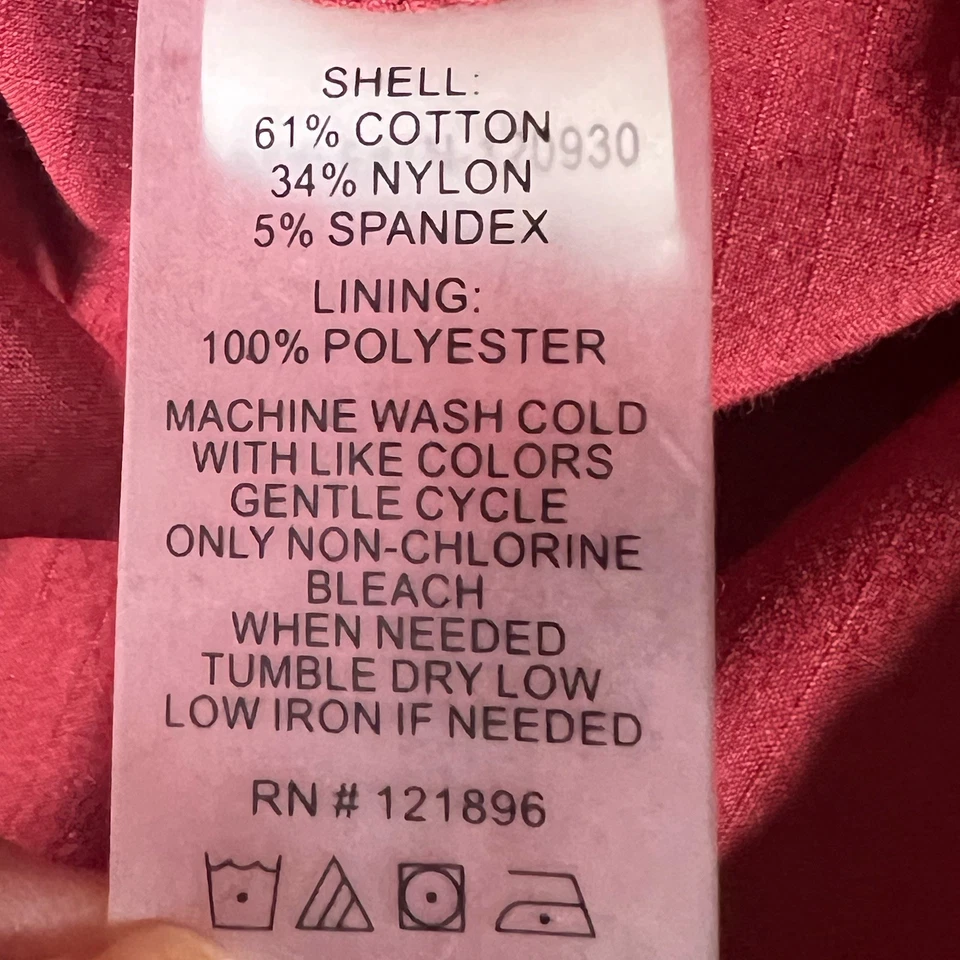 SHELL:
61% COTTON
34% NYLON
5% SPANDEX
LINING:
100% POLYESTER
MACHINE WASH COLD
WITH LIKE COLORS
GENTLE CYCLE
ONLY NON-CHLORINE
BLEACH
WHEN NEEDED
TUMBLE DRY LOW
LOW IRON IF NEEDED
RN # 121896